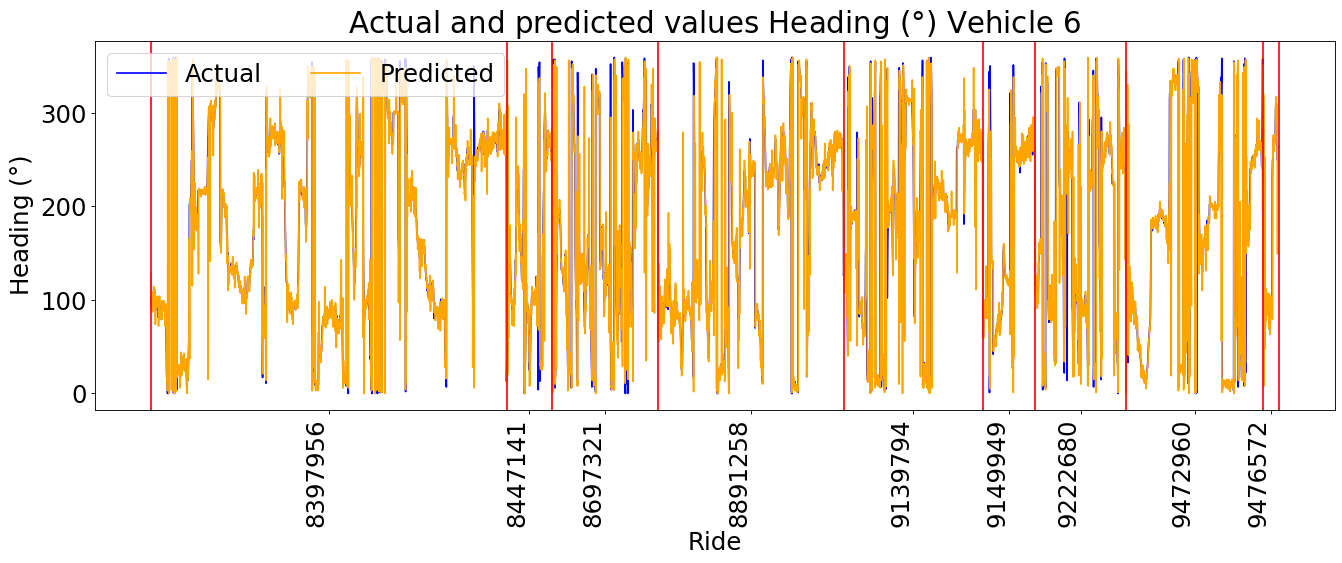 Actual and predicted values Heading (°) Vehicle 6
Actual
Predicted
Heading (°)
300
200
100
0
8397956
8447141
8697321
8891258
9139794
9149949
9222680
9472960
9476572
Ride